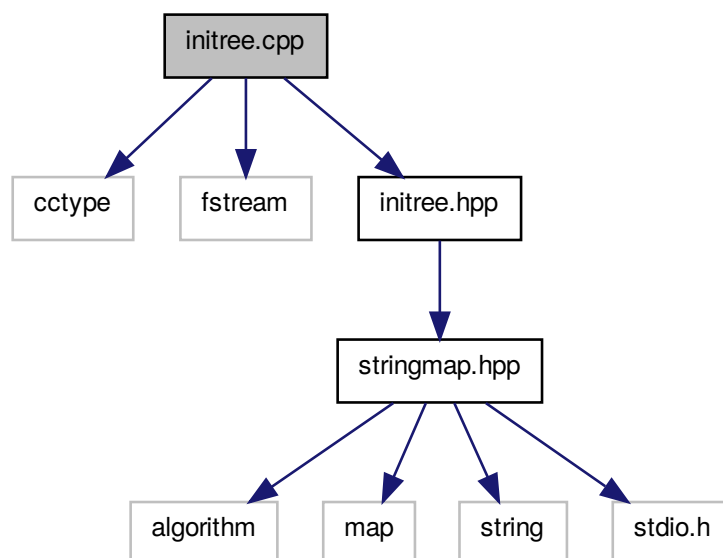 initree.cpp
cctype
fstream
initree.hpp
stringmap.hpp
algorithm
map
string
stdio.h